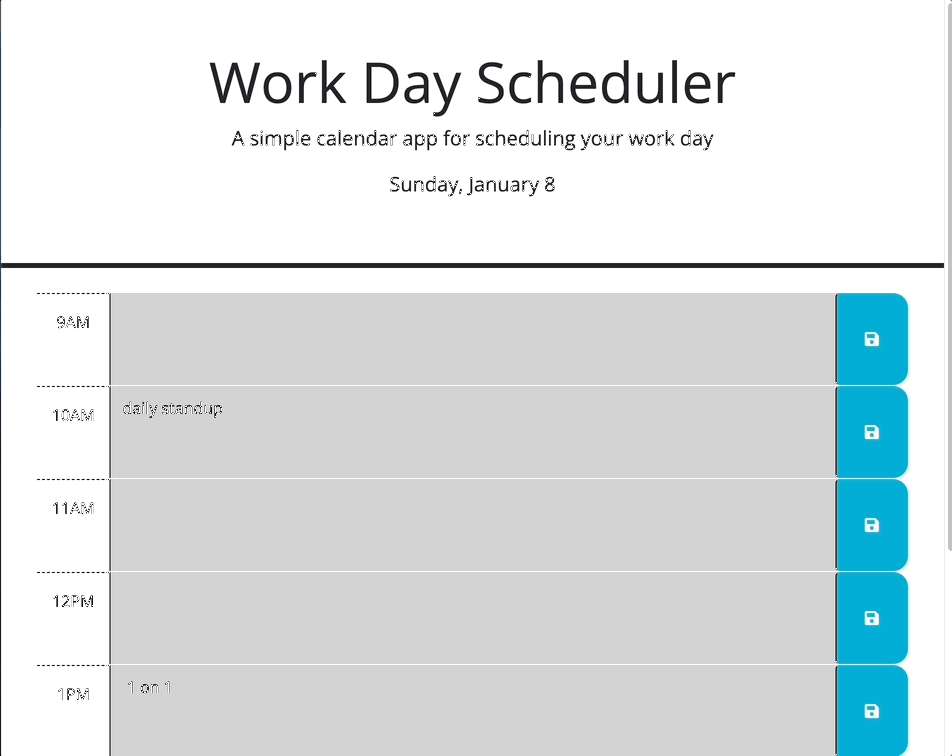 Work Day Scheduler
A simple calendar app for scheduling your work day
Sunday, January 8
9AM
10AM daily standup
11AM
12PM
1PM 1 on 1